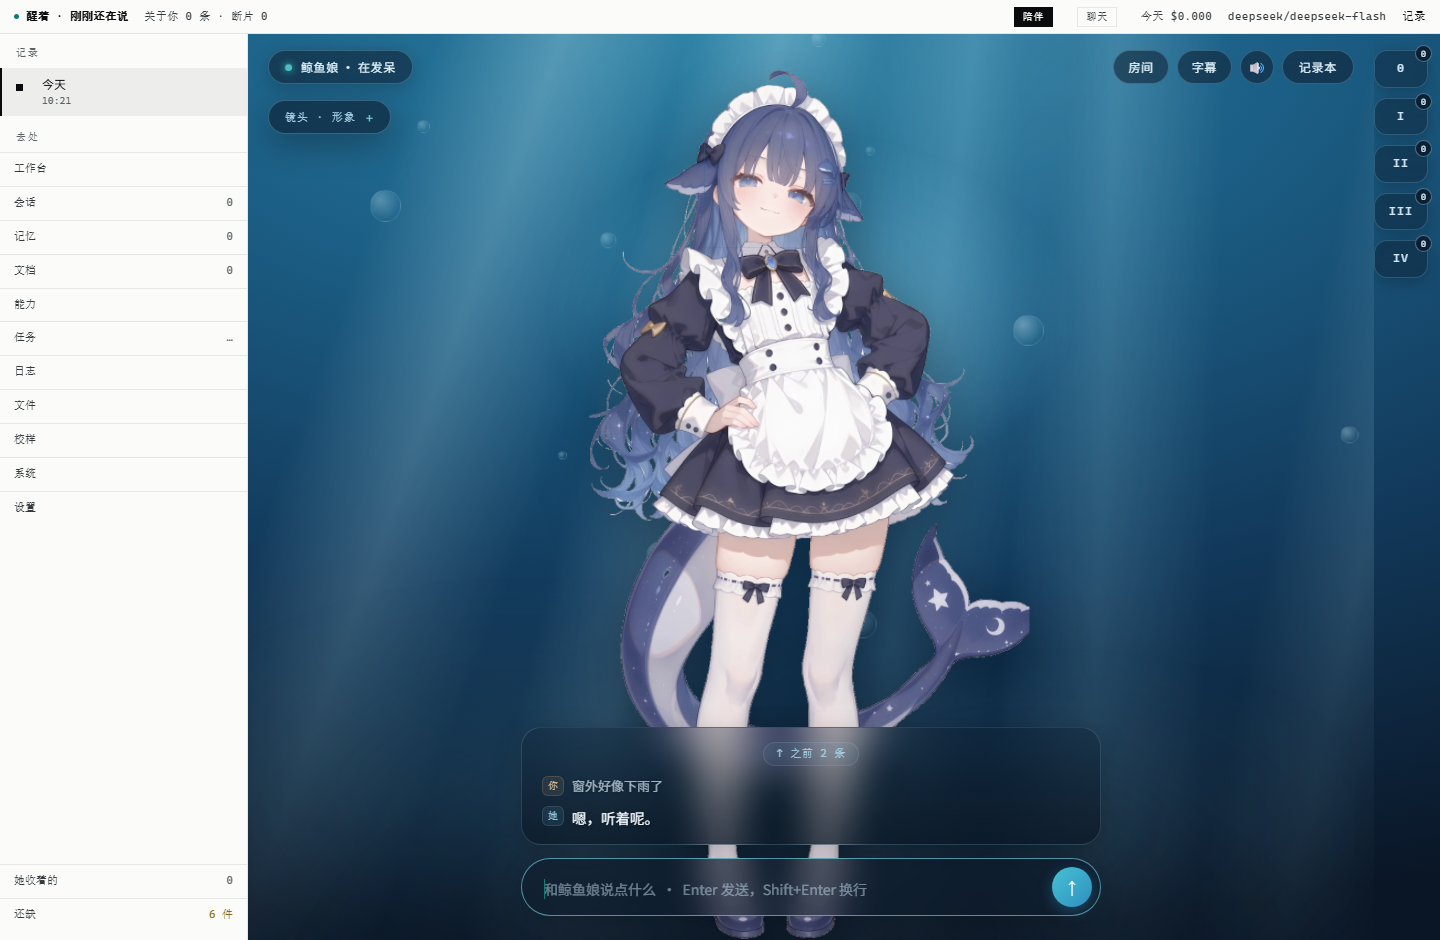 醒着 · 刚刚还在说 关于你 0 条 · 断片 0 陪伴 聊天 今天 $0.000 deepseek/deepseek-flash 记录
记录
今天
10:21
去处
工作台
会话 0
记忆 0
文档 0
能力
任务 …
日志
文件
校样
系统
设置
她收着的 0
还缺 6 件
鲸鱼娘 · 在发呆
镜头 · 形象 +
房间 字幕 记录本
0 0
I 0
II 0
III 0
IV 0
↑ 之前 2 条
你 窗外好像下雨了
她 嗯，听着呢。
和鲸鱼娘说点什么 · Enter 发送，Shift+Enter 换行
↑